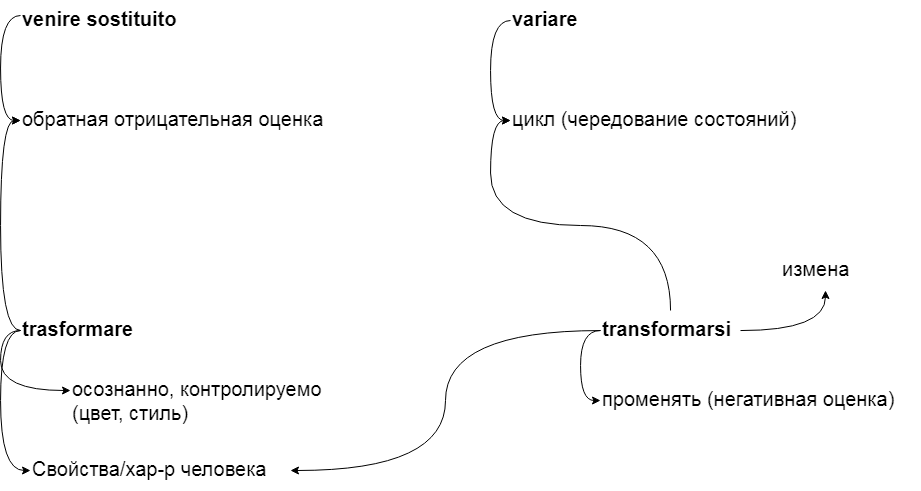 venire sostituito
variare
обратная отрицательная оценка
цикл (чередование состояний)
измена
trasformare
transformarsi
осознанно, контролируемо
(цвет, стиль)
променять (негативная оценка)
Свойства/хар-р человека